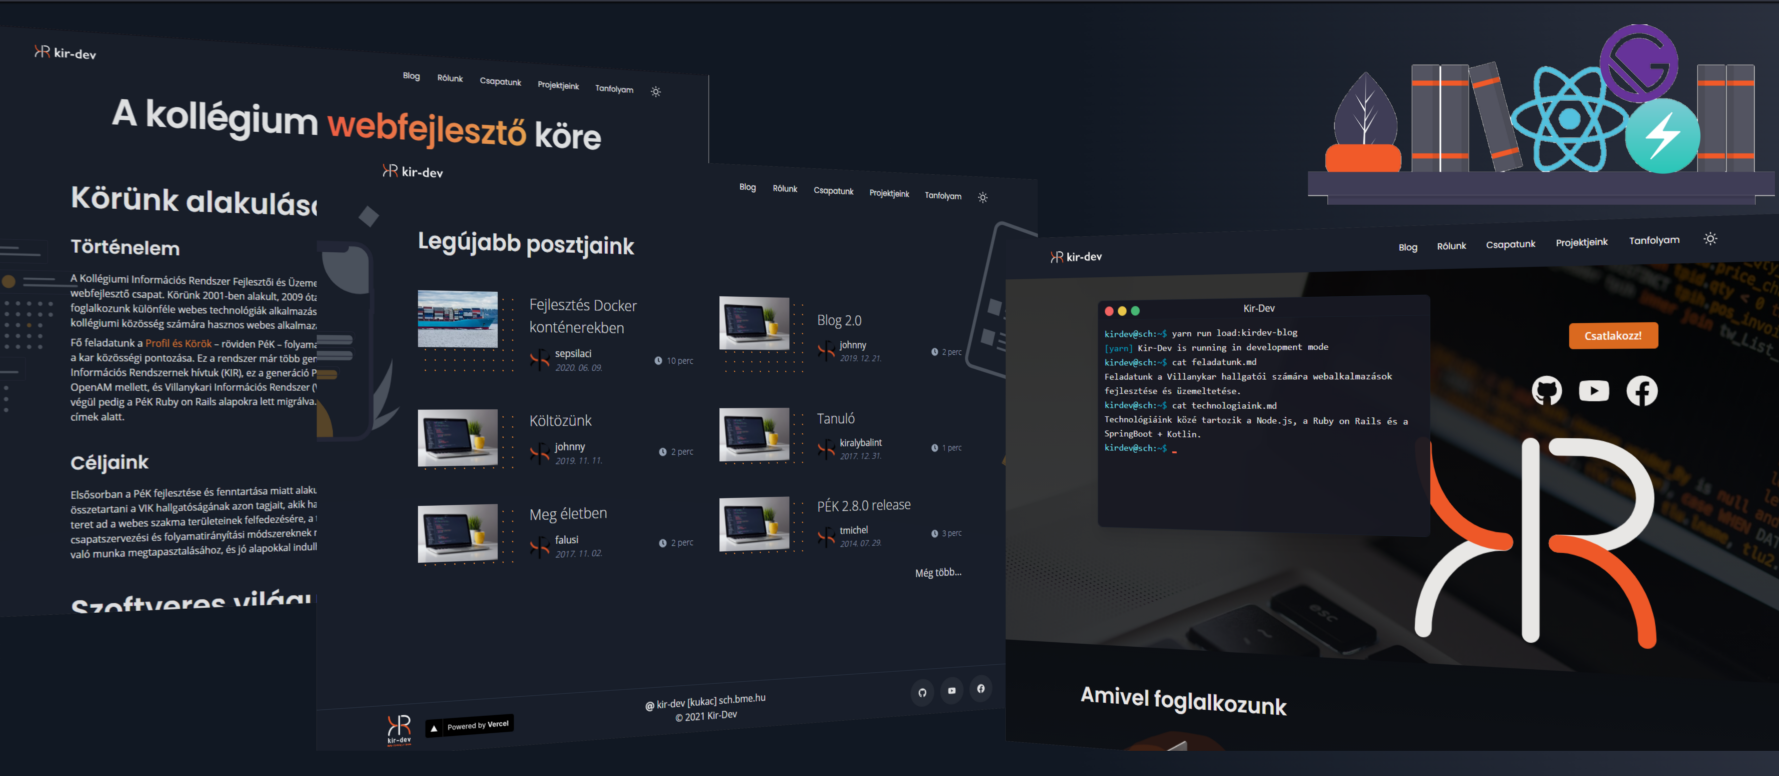 kir-dev
Blog
Rólunk
Csapatunk
Projektjeink
Tanfolyam
A kollégium webfejlesztő köre
Körünk
Történelem
A Kollégiumi Információs Rendszer Fejlesztői és
webfejlesztő csapat. Körünk 2001-ben alakult, 2009
foglalkozunk különféle webes technológiák
kollégiumi közösség számára hasznos webes
Fő feladatunk a Profil és Körök – röviden PéK –
a kar közösségi pontozása. Ez a rendszer már több
Információs Rendszernek hívtuk (KIR), ez a generáció
OpenAM mellett, és Villanykari Információs Rendszer
végül pedig a PéK Ruby on Rails alapokra lett migrálva.
címek alatt.
Céljaink
Elsősorban a PéK fejlesztése és fenntartása miatt
összetartani a VIK hallgatóságának azon tagjait, akik
teret ad a webes szakma területeinek felfedezésére, a
csapatszervezési és folyamatirányítási módszereknek
való munka megtapasztalásához, és jó alapokkal
Szoftveres
kir-dev
Blog
Rólunk
Csapatunk
Projektjeink
Tanfolyam
Legújabb posztjaink
Fejlesztés Docker
konténerekben
sepsilaci
2020. 06. 09.
10 perc
Blog 2.0
johnny
2019. 12. 21.
2 perc
Költözünk
johnny
2019. 11. 11.
2 perc
Tanuló
kiralybalint
2017. 12. 31.
1 perc
Meg életben
falusi
2017. 11. 02.
2 perc
PÉK 2.8.0 release
tmichel
2014. 07. 29.
3 perc
Még több...
kir-dev
Powered by Vercel
@ kir-dev [kukac] sch.bme.hu
© 2021 Kir-Dev
kir-dev
Blog
Rólunk
Csapatunk
Projektjeink
Tanfolyam
Kir-Dev
kirdev@sch:~$ yarn run load:kirdev-blog
[yarn] Kir-Dev is running in development mode
kirdev@sch:~$ cat feladatunk.md
Feladatunk a Villanykar hallgatói számára webalkalmazások
fejlesztése és üzemeltetése.
kirdev@sch:~$ cat technologiaink.md
Technológiáink közé tartozik a Node.js, a Ruby on Rails és a
SpringBoot + Kotlin.
kirdev@sch:~$ _
Csatlakozz!
esc
Amivel foglalkozunk